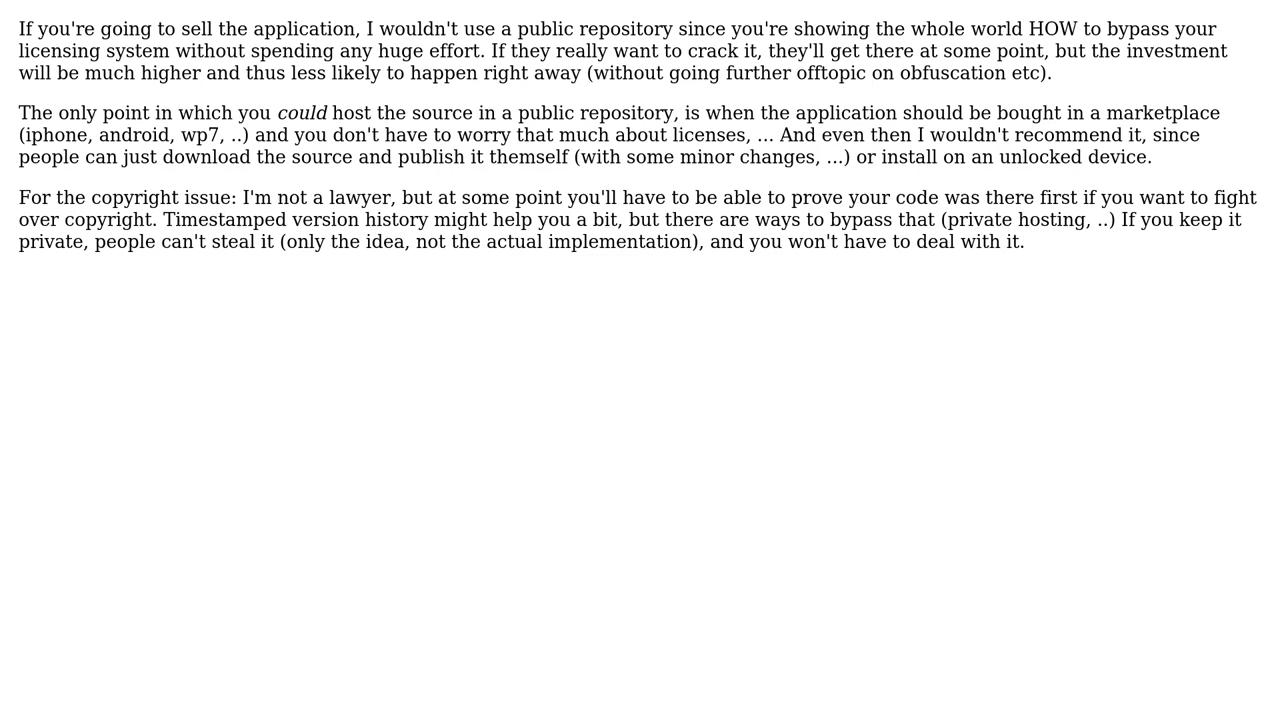 If you're going to sell the application, I wouldn't use a public repository since you're showing the whole world HOW to bypass your
licensing system without spending any huge effort. If they really want to crack it, they'll get there at some point, but the investment
will be much higher and thus less likely to happen right away (without going further offtopic on obfuscation etc).
The only point in which you could host the source in a public repository, is when the application should be bought in a marketplace
(iphone, android, wp7, ..) and you don't have to worry that much about licenses, ... And even then I wouldn't recommend it, since
people can just download the source and publish it themself (with some minor changes, ...) or install on an unlocked device.
For the copyright issue: I'm not a lawyer, but at some point you'll have to be able to prove your code was there first if you want to fight
over copyright. Timestamped version history might help you a bit, but there are ways to bypass that (private hosting, ..) If you keep it
private, people can't steal it (only the idea, not the actual implementation), and you won't have to deal with it.